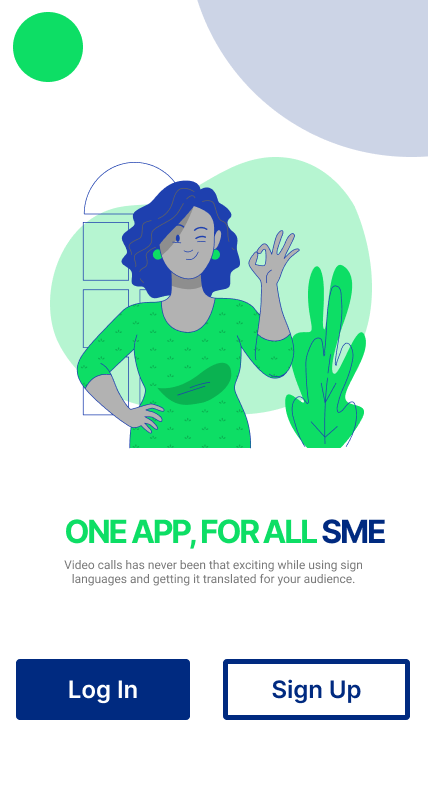 ONE APP, FOR ALL SME
Video calls has never been that exciting while using sign
languages and getting it translated for your audience.
Log In
Sign Up